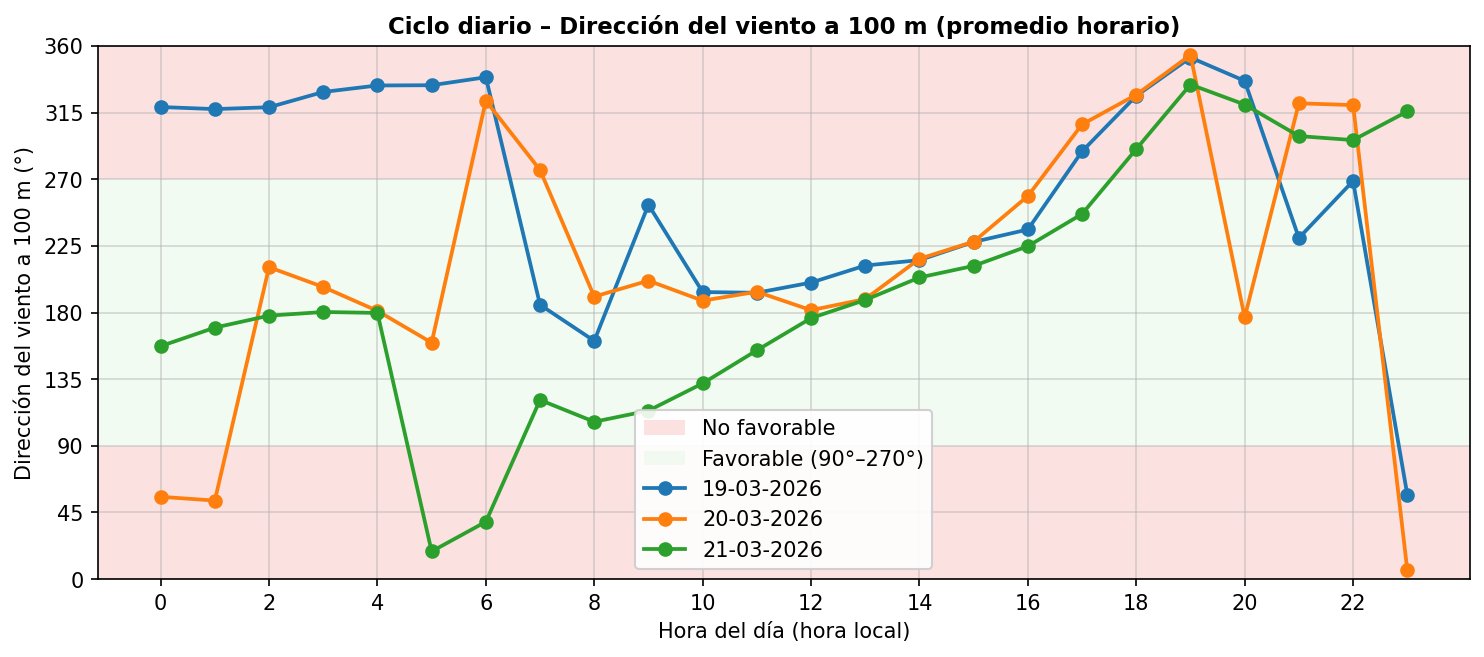 Ciclo diario – Dirección del viento a 100 m (promedio horario)
Dirección del viento a 100 m (°)
360
315
270
225
180
135
90
45
0
No favorable
Favorable (90°–270°)
19-03-2026
20-03-2026
21-03-2026
0 2 4 6 8 10 12 14 16 18 20 22
Hora del día (hora local)